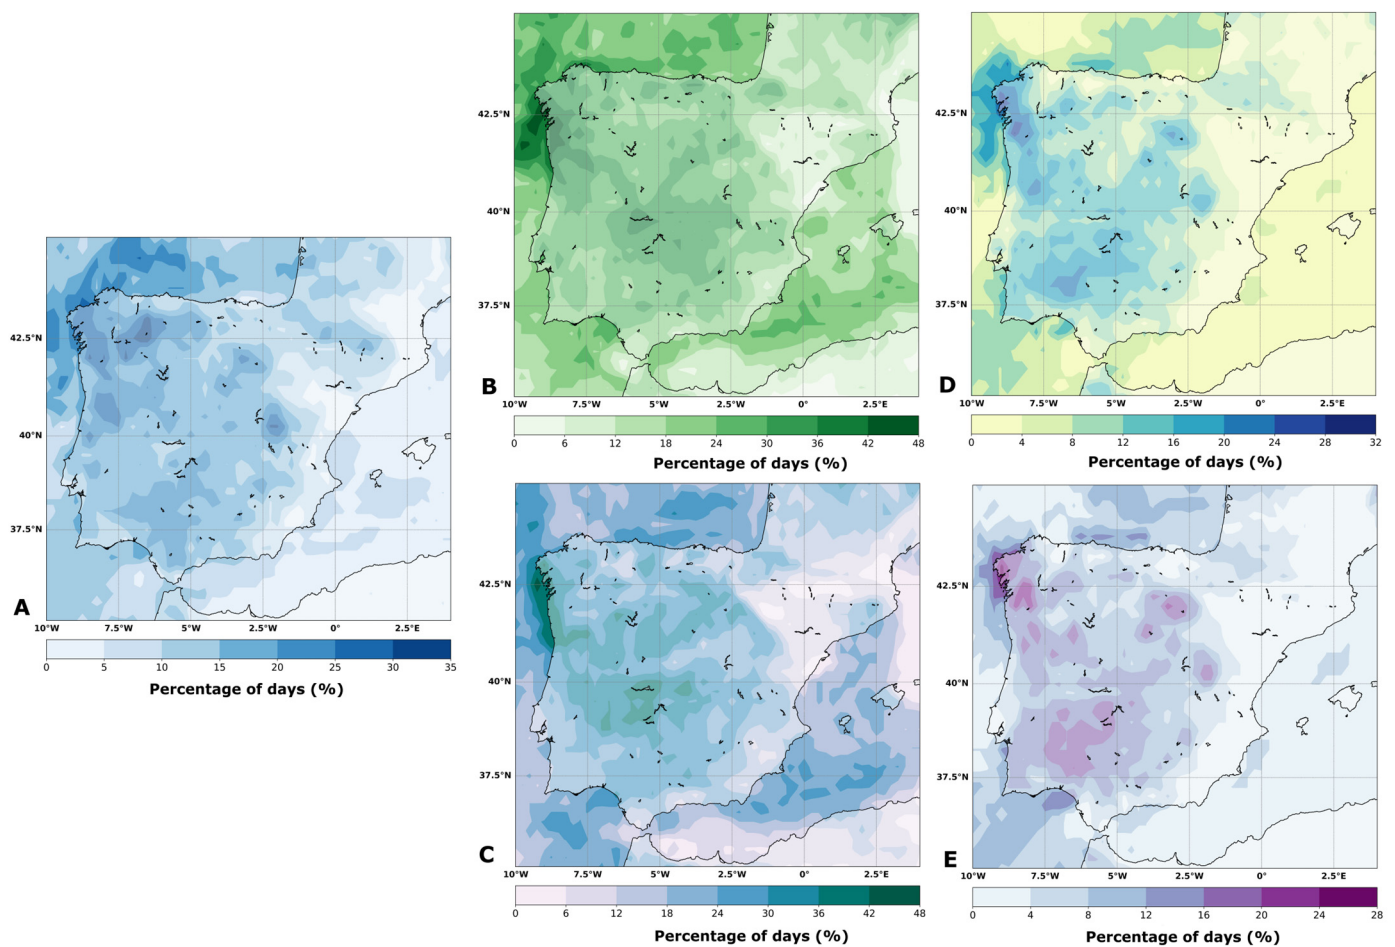 42.5°N
40°N
37.5°N
B
10°W 7.5°W 5°W 2.5°W 0° 2.5°E
0 6 12 18 24 30 36 42 48
Percentage of days (%)
42.5°N
40°N
37.5°N
D
10°W 7.5°W 5°W 2.5°W 0° 2.5°E
0 4 8 12 16 20 24 28 32
Percentage of days (%)
42.5°N
40°N
37.5°N
A
10°W 7.5°W 5°W 2.5°W 0° 2.5°E
0 5 10 15 20 25 30 35
Percentage of days (%)
42.5°N
40°N
37.5°N
C
10°W 7.5°W 5°W 2.5°W 0° 2.5°E
0 6 12 18 24 30 36 42 48
Percentage of days (%)
42.5°N
40°N
37.5°N
E
10°W 7.5°W 5°W 2.5°W 0° 2.5°E
0 4 8 12 16 20 24 28
Percentage of days (%)